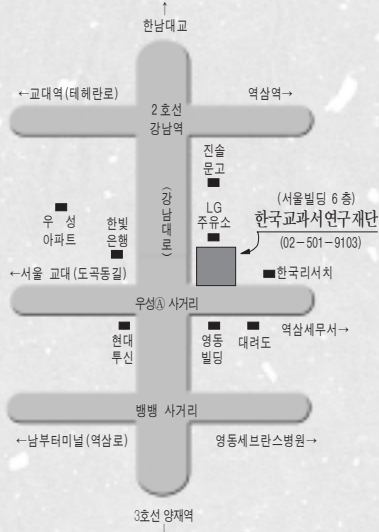 ↑
한남대교
←교대역(테헤란로)
역삼역→
2호선
강남역
진솔
문고
(강남대로)
LG
주유소
(서울빌딩 6층)
한국교과서연구재단
(02-501-9103)
우 성
아파트
한빛
은행
←서울 교대(도곡동길)
한국리서치
우성Ⓐ 사거리
역삼세무서→
현대
투신
영동
빌딩
대려도
뱅뱅 사거리
←남부터미널(역삼로)
영동세브란스병원→
3호선 양재역